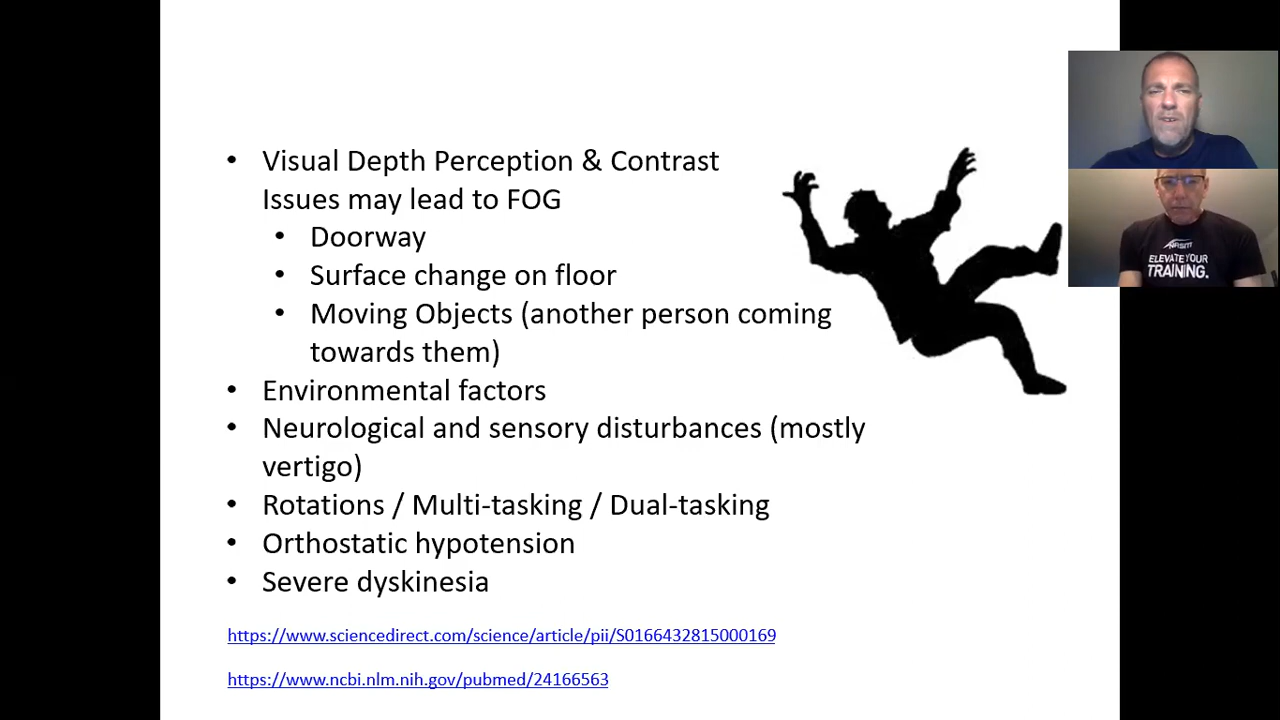 • Visual Depth Perception & Contrast
Issues may lead to FOG
• Doorway
• Surface change on floor
• Moving Objects (another person coming
towards them)
• Environmental factors
• Neurological and sensory disturbances (mostly
vertigo)
• Rotations / Multi-tasking / Dual-tasking
• Orthostatic hypotension
• Severe dyskinesia
https://www.sciencedirect.com/science/article/pii/S0166432815000169
https://www.ncbi.nlm.nih.gov/pubmed/24166563
NASM
ELEVATE YOUR
TRAINING.